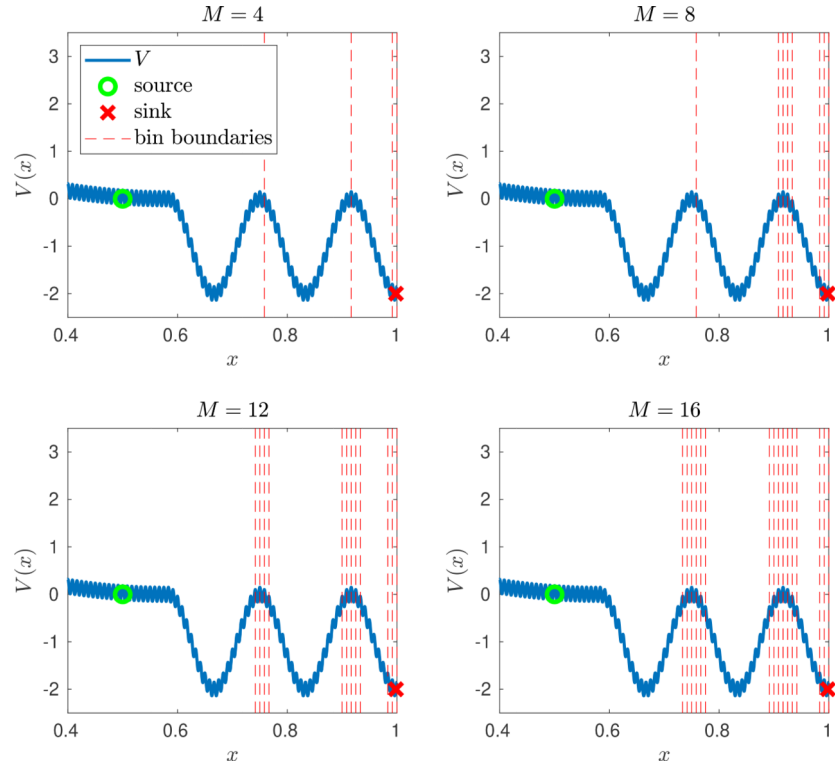 M = 4
3
2
1
0
-1
-2
V(x)
0.4 0.6 0.8 1
x
V
source
sink
bin boundaries
M = 8
3
2
1
0
-1
-2
V(x)
0.4 0.6 0.8 1
x
M = 12
3
2
1
0
-1
-2
V(x)
0.4 0.6 0.8 1
x
M = 16
3
2
1
0
-1
-2
V(x)
0.4 0.6 0.8 1
x